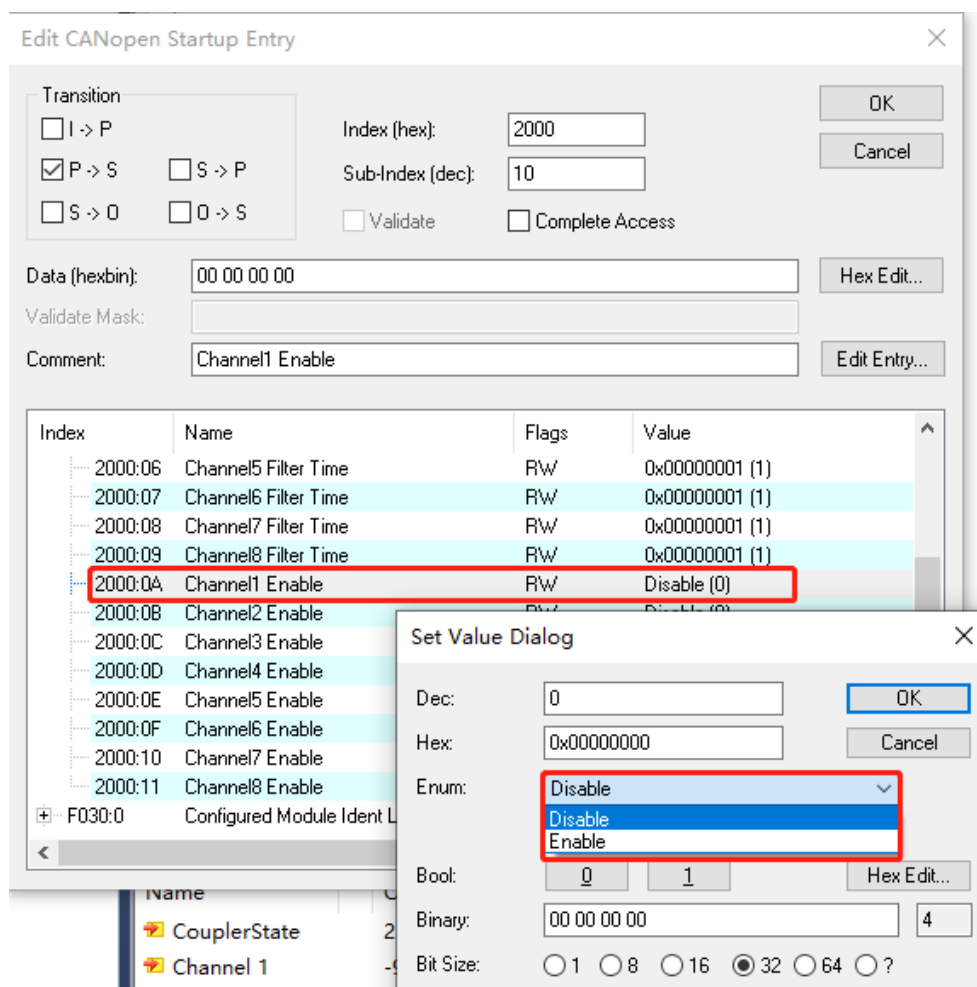 Edit CANopen Startup Entry
Transition
I -> P
P -> S S -> P
S -> O O -> S
Index (hex): 2000
Sub-Index (dec): 10
Validate Complete Access
OK
Cancel
Data (hexbin): 00 00 00 00 Hex Edit...
Validate Mask:
Comment: Channel1 Enable Edit Entry...
Index Name Flags Value
2000:06 Channel5 Filter Time RW 0x00000001 (1)
2000:07 Channel6 Filter Time RW 0x00000001 (1)
2000:08 Channel7 Filter Time RW 0x00000001 (1)
2000:09 Channel8 Filter Time RW 0x00000001 (1)
2000:0A Channel1 Enable RW Disable (0)
2000:0B Channel2 Enable RW Disable (0)
2000:0C Channel3 Enable
2000:0D Channel4 Enable
2000:0E Channel5 Enable
2000:0F Channel6 Enable
2000:10 Channel7 Enable
2000:11 Channel8 Enable
F030:0 Configured Module Ident L
Set Value Dialog
Dec: 0 OK
Hex: 0x00000000 Cancel
Enum: Disable
Disable
Enable
Bool: 0 1 Hex Edit...
Binary: 00 00 00 00 4
Bit Size: 1 8 16 32 64 ?
Name
CouplerState 2
Channel 1